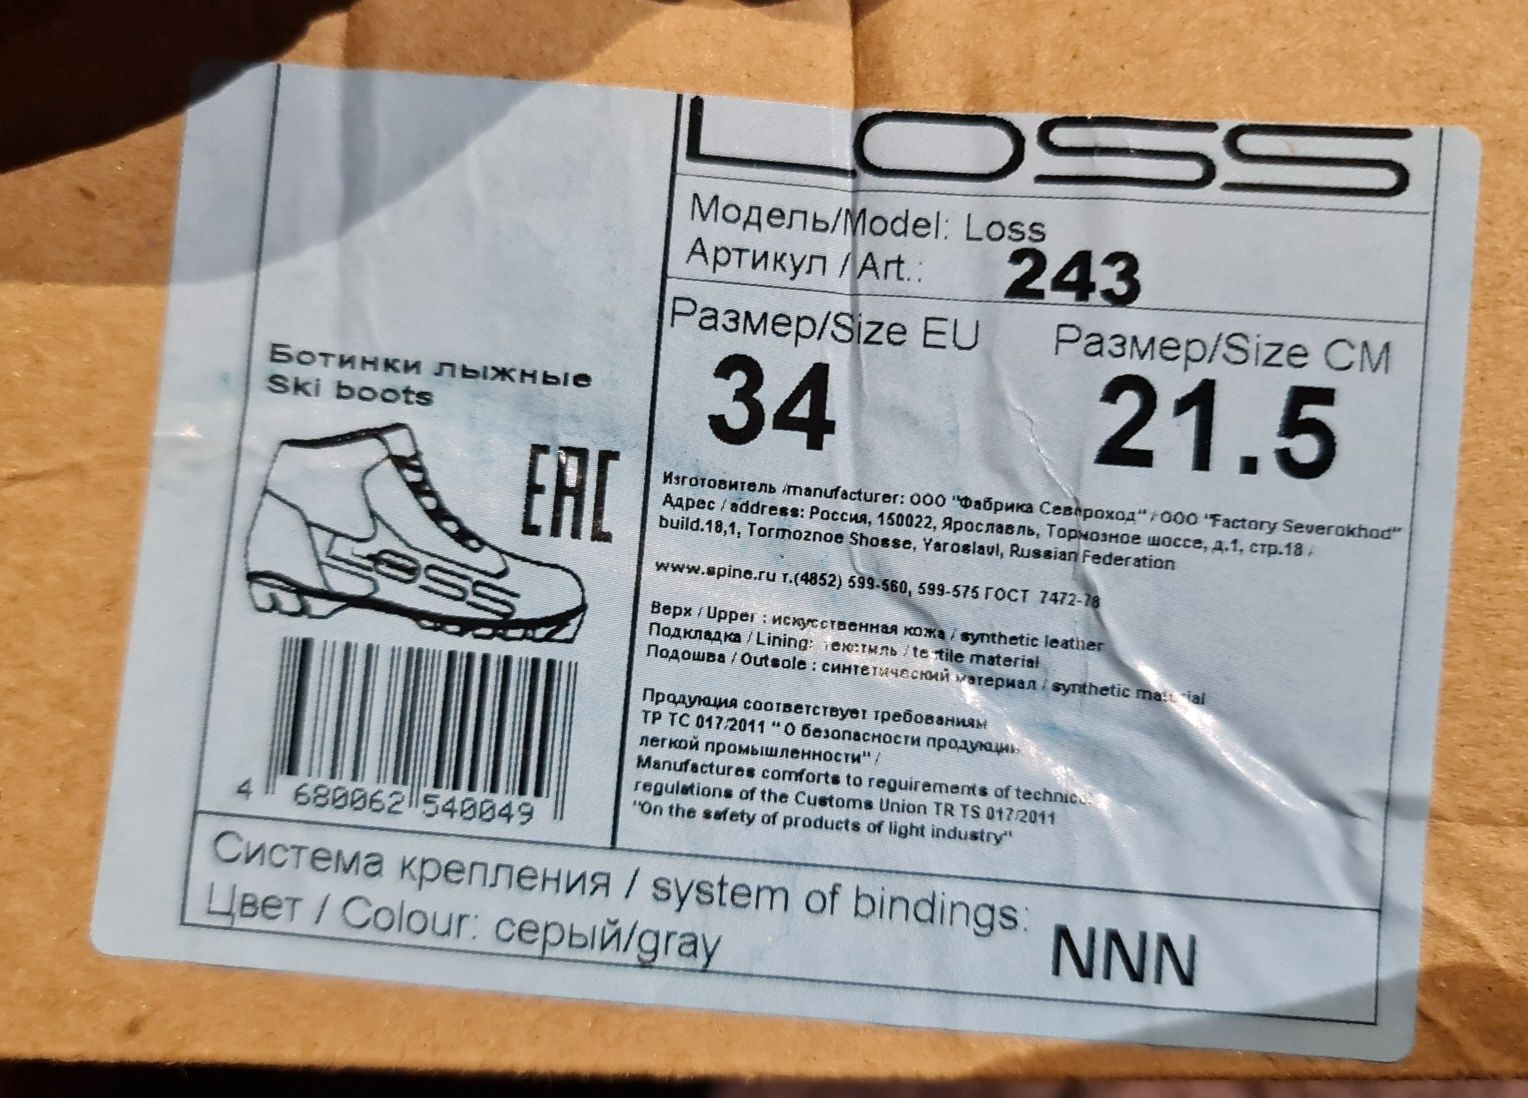 LOSS
Модель/Model: Loss
Артикул / Art.: 243
Размер/Size EU Размер/Size CM
34 21.5
Ботинки лыжные
Ski boots
EAC
LOSS
Изготовитель /manufacturer: ООО "Фабрика Североход" / ООО "Factory Severokhod"
Адрес / address: Россия, 150022, Ярославль, Тормозное шоссе, д.1, стр.18 /
build.18,1, Tormoznoe Shosse, Yaroslavl, Russian Federation
www.spine.ru т.(4852) 599-560, 599-575 ГОСТ 7472-78
Верх / Upper : искусственная кожа / synthetic leather
Подкладка / Lining: текстиль / textile material
Подошва / Outsole : синтетический материал / synthetic material
Продукция соответствует требованиям
ТР ТС 017/2011 “ О безопасности продукции
легкой промышленности" /
Manufactures comforts to reguirements of technical
regulations of the Customs Union TR TS 017/2011
"On the safety of products of light industry"
4 680062 540049
Система крепления / system of bindings: NNN
Цвет / Colour: серый/gray